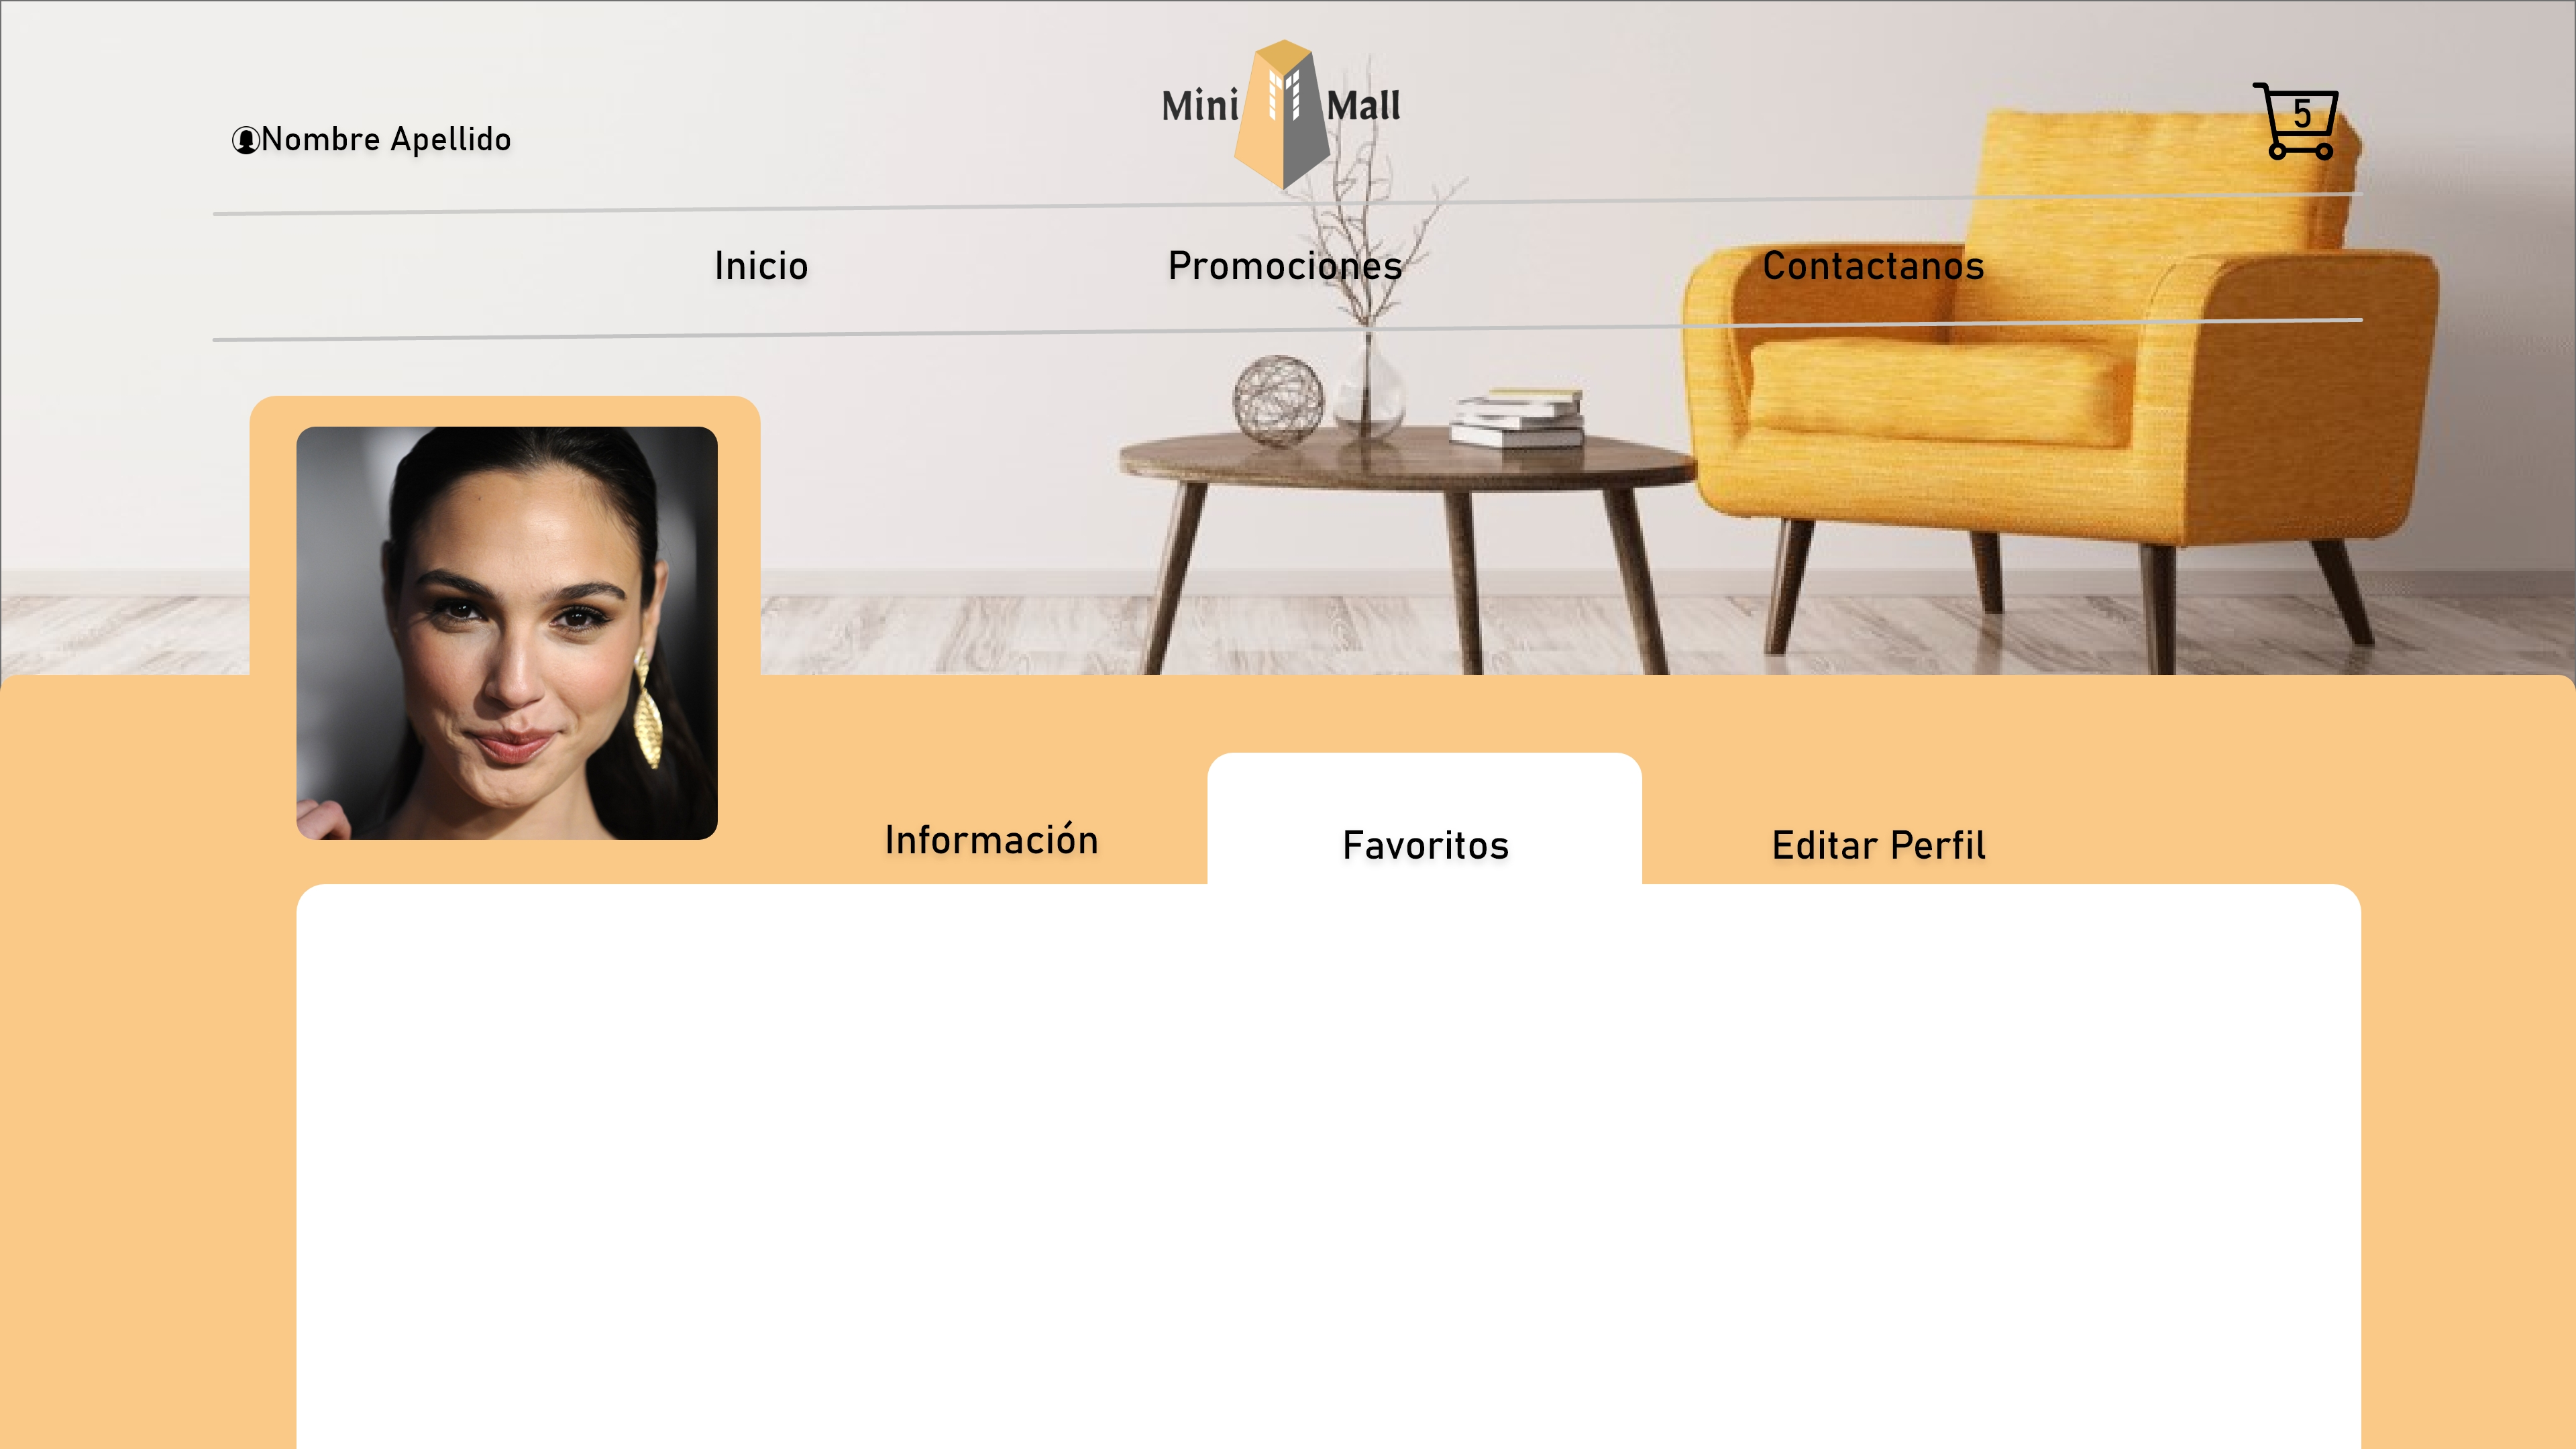 Mini Mall
Nombre Apellido
5
Inicio Promociones Contactanos
Información Favoritos Editar Perfil